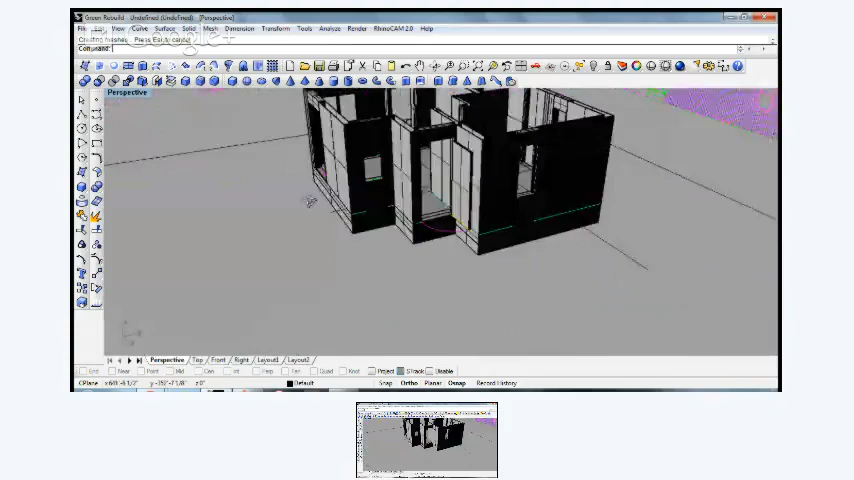 Green Rebuild - Undefined (Undefined) - [Perspective]
File Edit View Curve Surface Solid Mesh Dimension Transform Tools Analyze Render RhinoCAM 2.0 Help
Google+
Creating meshes... Press Esc to cancel
Command:
Perspective
Perspective Top Front Right Layout1 Layout2
End Near Point Mid Cen Int Perp Tan Quad Knot Project STrack Disable
CPlane Default Snap Ortho Planar Osnap Record History